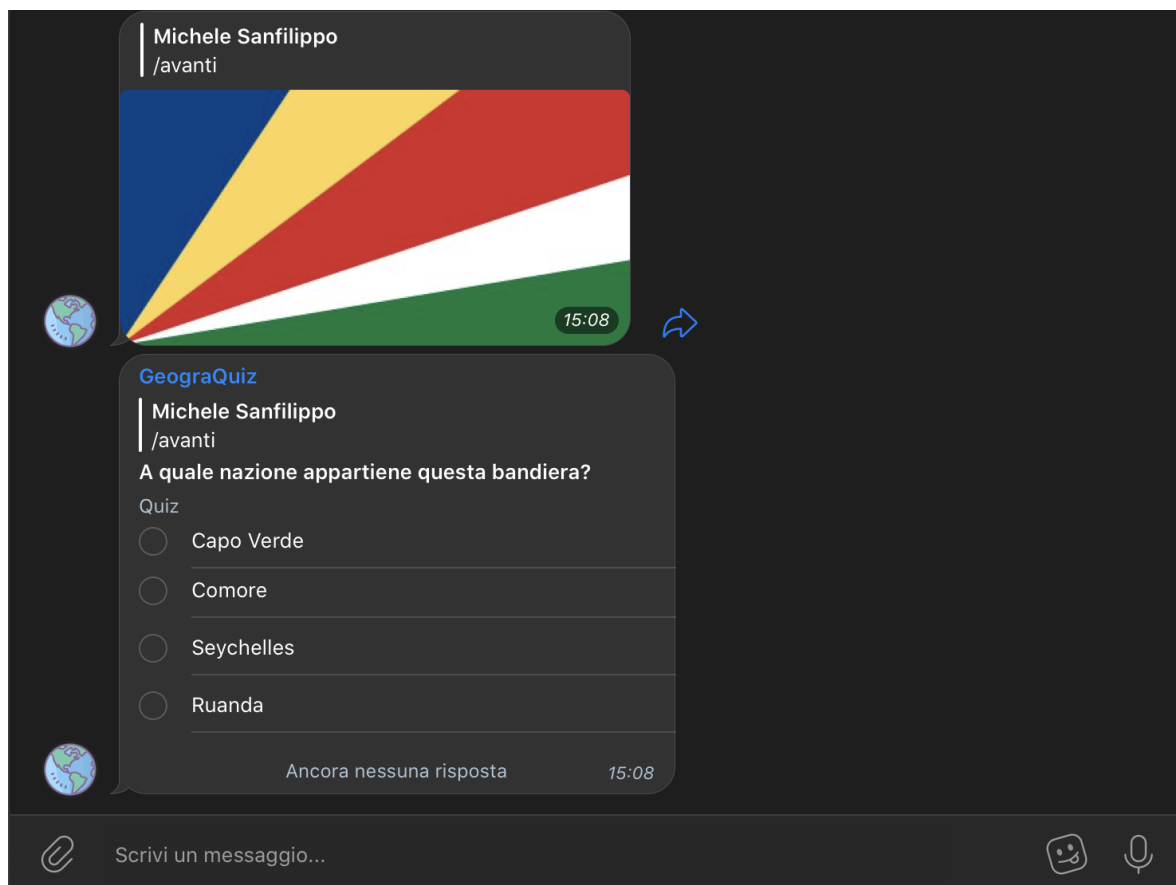 Michele Sanfilippo
/avanti
15:08
GeograQuiz
Michele Sanfilippo
/avanti
A quale nazione appartiene questa bandiera?
Quiz
Capo Verde
Comore
Seychelles
Ruanda
Ancora nessuna risposta 15:08
Scrivi un messaggio...